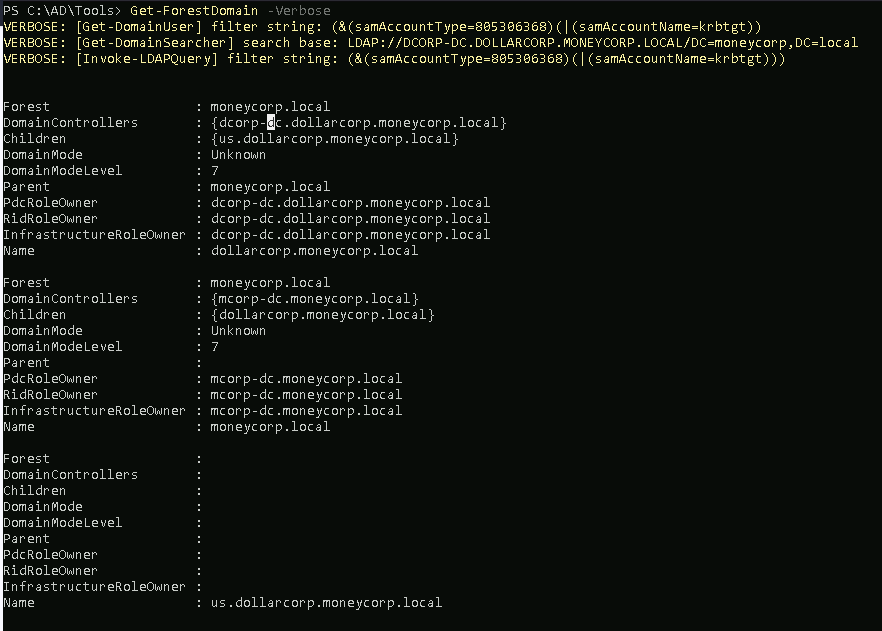 PS C:\AD\Tools> Get-ForestDomain -Verbose
VERBOSE: [Get-DomainUser] filter string: (&(samAccountType=805306368)(|(samAccountName=krbtgt))
VERBOSE: [Get-DomainSearcher] search base: LDAP://DCORP-DC.DOLLARCORP.MONEYCORP.LOCAL/DC=moneycorp,DC=local
VERBOSE: [Invoke-LDAPQuery] filter string: (&(samAccountType=805306368)(|(samAccountName=krbtgt)))
Forest                  : moneycorp.local
DomainControllers       : {dcorp-dc.dollarcorp.moneycorp.local}
Children                : {us.dollarcorp.moneycorp.local}
DomainMode              : Unknown
DomainModeLevel         : 7
Parent                  : moneycorp.local
PdcRoleOwner            : dcorp-dc.dollarcorp.moneycorp.local
RidRoleOwner            : dcorp-dc.dollarcorp.moneycorp.local
InfrastructureRoleOwner : dcorp-dc.dollarcorp.moneycorp.local
Name                    : dollarcorp.moneycorp.local
Forest                  : moneycorp.local
DomainControllers       : {mcorp-dc.moneycorp.local}
Children                : {dollarcorp.moneycorp.local}
DomainMode              : Unknown
DomainModeLevel         : 7
Parent                  :
PdcRoleOwner            : mcorp-dc.moneycorp.local
RidRoleOwner            : mcorp-dc.moneycorp.local
InfrastructureRoleOwner : mcorp-dc.moneycorp.local
Name                    : moneycorp.local
Forest                  :
DomainControllers       :
Children                :
DomainMode              :
DomainModeLevel         :
Parent                  :
PdcRoleOwner            :
RidRoleOwner            :
InfrastructureRoleOwner :
Name                    : us.dollarcorp.moneycorp.local